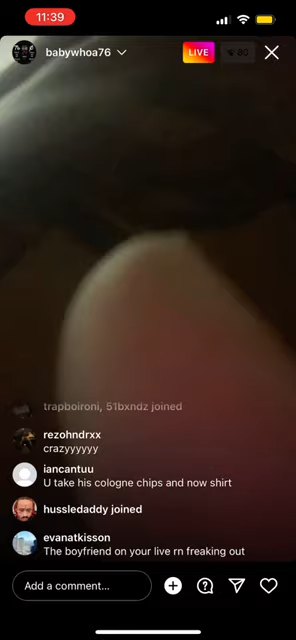 11:39
babywhoa76
LIVE
60
trapboironi, 51bxndz joined
rezohndrxx
crazyyyyyy
iancantuu
U take his cologne chips and now shirt
hussledaddy joined
evanatkisson
The boyfriend on your live rn freaking out
Add a comment...